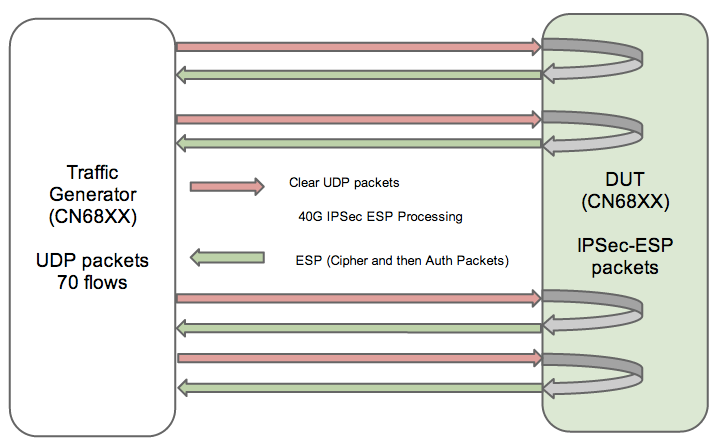 Traffic
Generator
(CN68XX)
UDP packets
70 flows
Clear UDP packets
40G IPSec ESP Processing
ESP (Cipher and then Auth Packets)
DUT
(CN68XX)
IPSec-ESP
packets